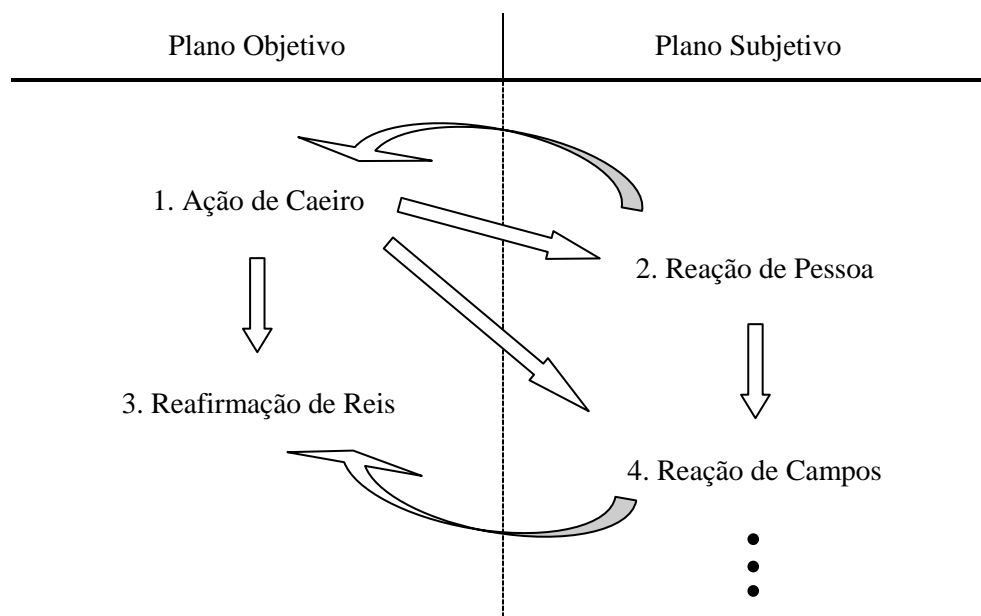 Plano Objetivo
Plano Subjetivo
1. Ação de Caeiro
2. Reação de Pessoa
3. Reafirmação de Reis
4. Reação de Campos